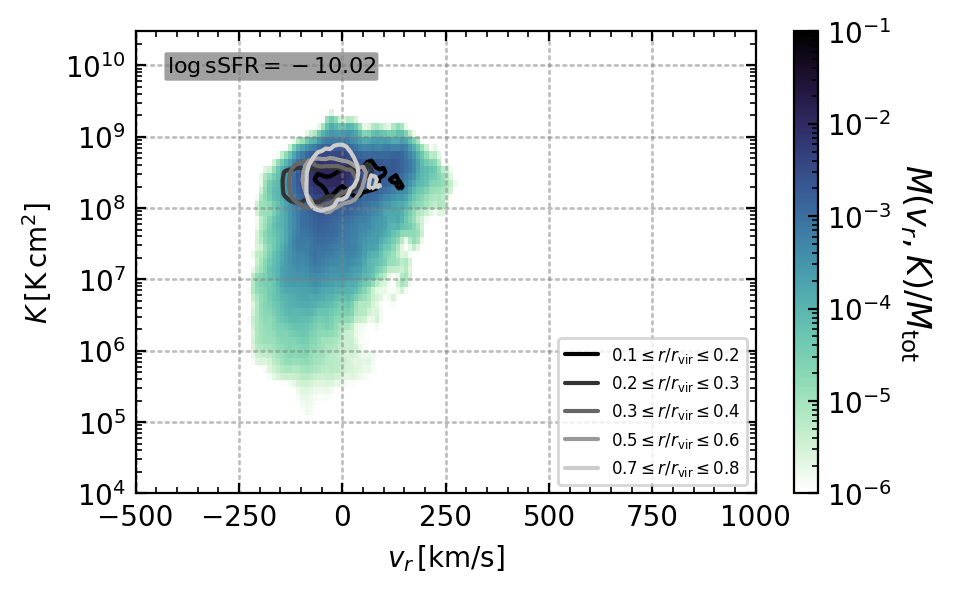 log sSFR = −10.02
10^10
10^9
10^8
10^7
10^6
10^5
10^4
K [K cm^2]
−500 −250 0 250 500 750 1000
v_r [km/s]
0.1 ≤ r/r_vir ≤ 0.2
0.2 ≤ r/r_vir ≤ 0.3
0.3 ≤ r/r_vir ≤ 0.4
0.5 ≤ r/r_vir ≤ 0.6
0.7 ≤ r/r_vir ≤ 0.8
10^−1
10^−2
10^−3
10^−4
10^−5
10^−6
M(v_r, K)/M_tot